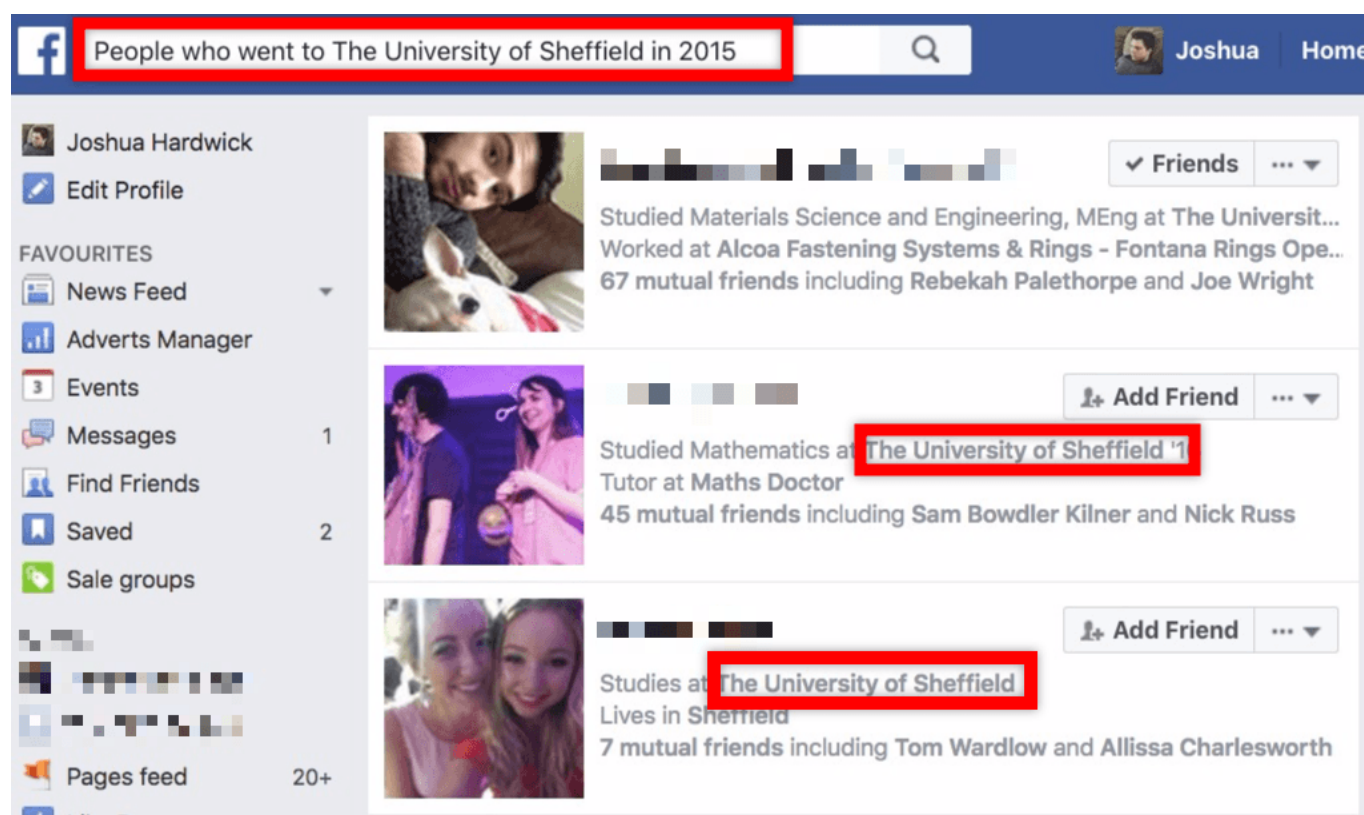 People who went to The University of Sheffield in 2015
Joshua
Home
Joshua Hardwick
Edit Profile
FAVOURITES
News Feed
Adverts Manager
3 Events
Messages 1
Find Friends
Saved 2
Sale groups
Pages feed 20+
Friends
Studied Materials Science and Engineering, MEng at The Universit...
Worked at Alcoa Fastening Systems & Rings - Fontana Rings Ope...
67 mutual friends including Rebekah Palethorpe and Joe Wright
Add Friend
Studied Mathematics at The University of Sheffield
Tutor at Maths Doctor
45 mutual friends including Sam Bowdler Kilner and Nick Russ
Add Friend
Studies at The University of Sheffield
Lives in Sheffield
7 mutual friends including Tom Wardlow and Allissa Charlesworth